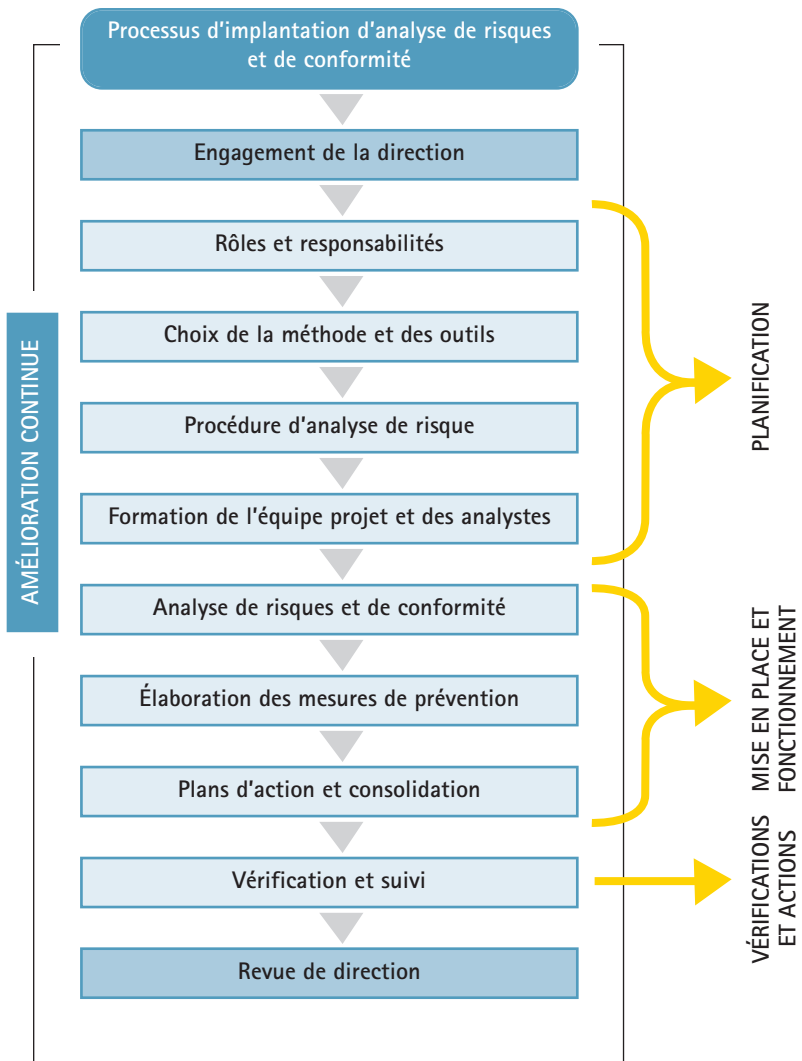 Processus d'implantation d'analyse de risques
et de conformité
Engagement de la direction
Rôles et responsabilités
Choix de la méthode et des outils
Procédure d'analyse de risque
Formation de l'équipe projet et des analystes
Analyse de risques et de conformité
Élaboration des mesures de prévention
Plans d'action et consolidation
Vérification et suivi
Revue de direction
AMÉLIORATION CONTINUE
PLANIFICATION
MISE EN PLACE ET
FONCTIONNEMENT
VÉRIFICATIONS
ET ACTIONS